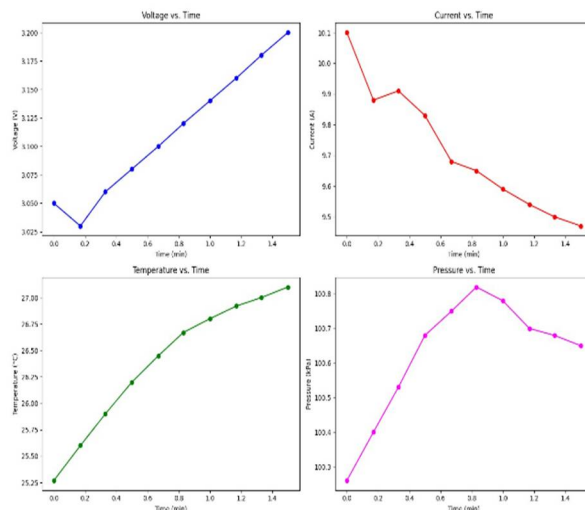 Voltage vs. Time
3.200
3.175
3.150
3.125
3.100
3.075
3.050
3.025
Voltage (V)
0.0 0.2 0.4 0.6 0.8 1.0 1.2 1.4
Time (min)
Current vs. Time
10.1
10.0
9.9
9.8
9.7
9.6
9.5
Current (A)
0.0 0.2 0.4 0.6 0.8 1.0 1.2 1.4
Time (min)
Temperature vs. Time
27.00
26.75
26.50
26.25
26.00
25.75
25.50
25.25
Temperature (°C)
0.0 0.2 0.4 0.6 0.8 1.0 1.2 1.4
Time (min)
Pressure vs. Time
100.8
100.7
100.6
100.5
100.4
100.3
Pressure (kPa)
0.0 0.2 0.4 0.6 0.8 1.0 1.2 1.4
Time (min)